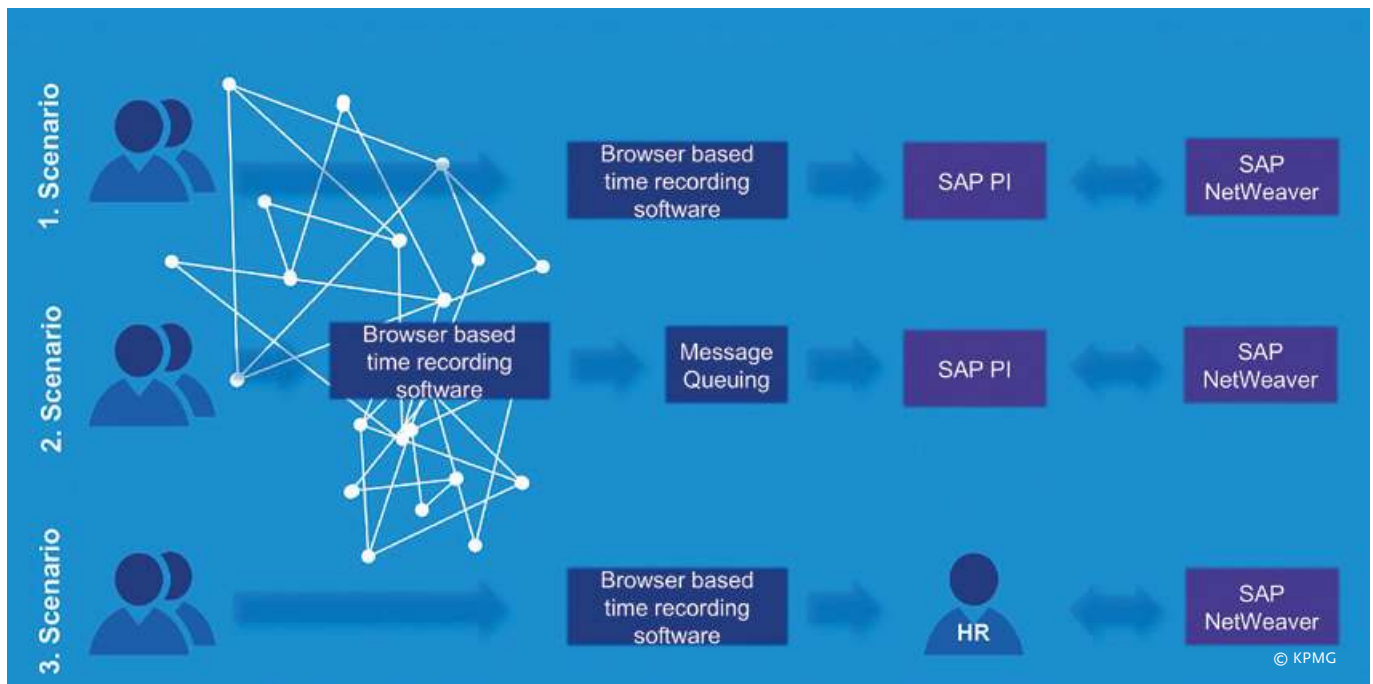 1. Scenario
Browser based
time recording
software
SAP PI
SAP
NetWeaver
2. Scenario
Browser based
time recording
software
Message
Queuing
SAP PI
SAP
NetWeaver
3. Scenario
Browser based
time recording
software
HR
SAP
NetWeaver
© KPMG